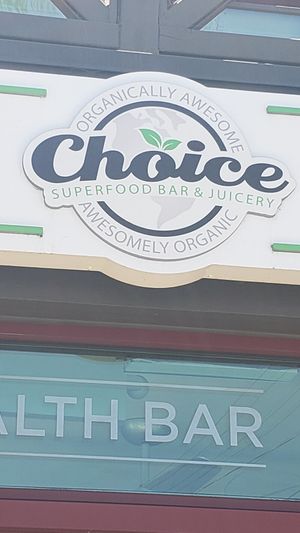 ORGANICALLY AWESOME
Choice
SUPERFOOD BAR & JUICERY
AWESOMELY ORGANIC
ALTH BAR